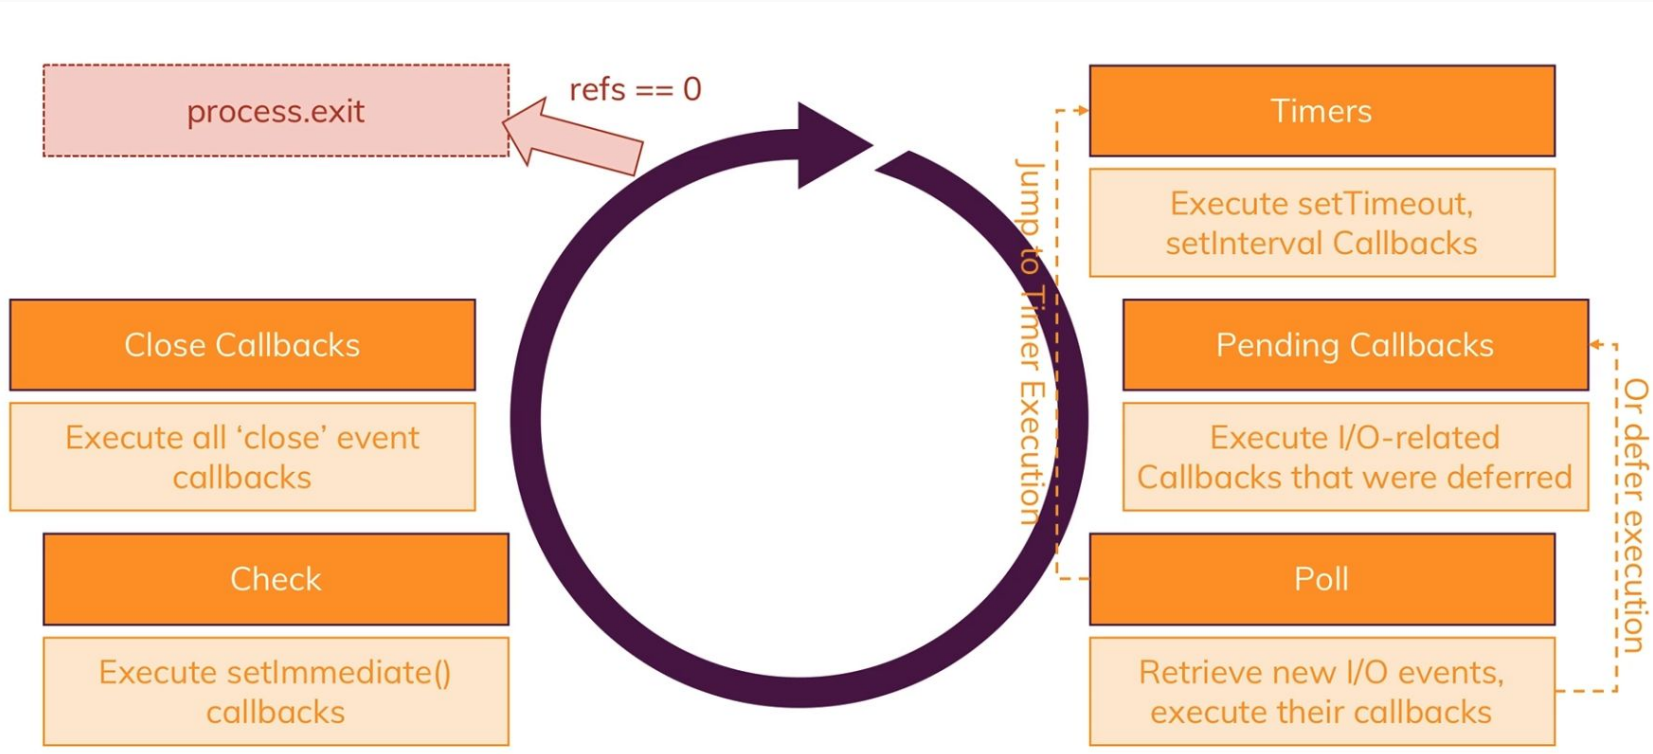 process.exit
refs == 0
Timers
Execute setTimeout,
setInterval Callbacks
Jump to Timer Execution
Close Callbacks
Execute all ‘close’ event
callbacks
Pending Callbacks
Execute I/O-related
Callbacks that were deferred
Or defer execution
Check
Execute setImmediate()
callbacks
Poll
Retrieve new I/O events,
execute their callbacks